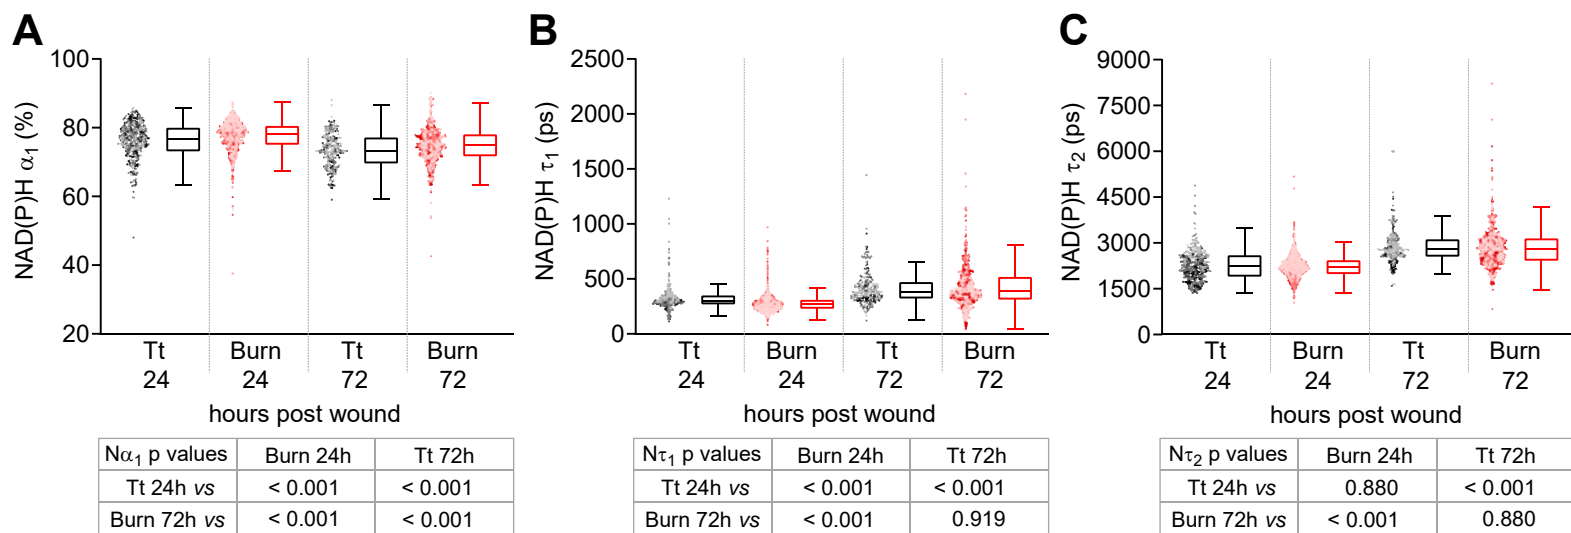 A
NAD(P)H α1 (%)
100
80
60
40
20
Tt Burn Tt Burn
24 24 72 72
hours post wound
Nα1 p values Burn 24h Tt 72h
Tt 24h vs < 0.001 < 0.001
Burn 72h vs < 0.001 < 0.001
B
NAD(P)H τ1 (ps)
2500
2000
1500
1000
500
0
Tt Burn Tt Burn
24 24 72 72
hours post wound
Nτ1 p values Burn 24h Tt 72h
Tt 24h vs < 0.001 < 0.001
Burn 72h vs < 0.001 0.919
C
NAD(P)H τ2 (ps)
9000
7500
6000
4500
3000
1500
0
Tt Burn Tt Burn
24 24 72 72
hours post wound
Nτ2 p values Burn 24h Tt 72h
Tt 24h vs 0.880 < 0.001
Burn 72h vs < 0.001 0.880